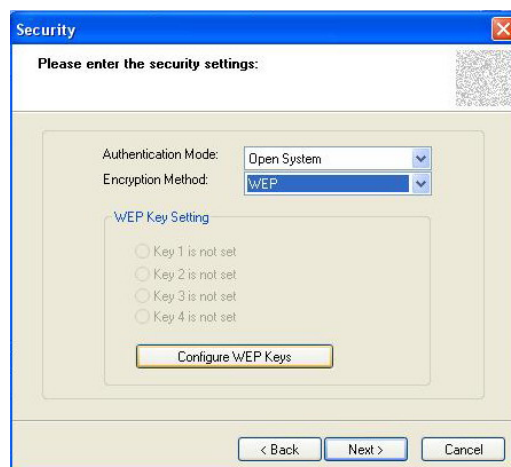 Security
Please enter the security settings:
Authentication Mode: Open System
Encryption Method: WEP
WEP Key Setting
Key 1 is not set
Key 2 is not set
Key 3 is not set
Key 4 is not set
Configure WEP Keys
< Back Next > Cancel